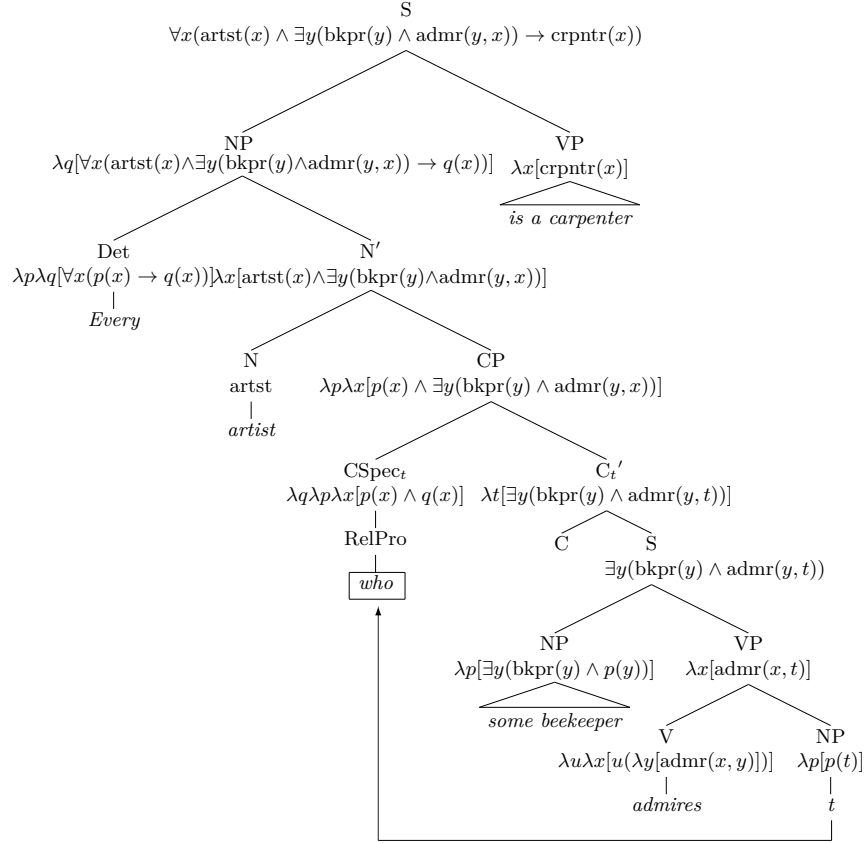 S
∀x(artst(x) ∧ ∃y(bkpr(y) ∧ admr(y, x)) → crpntr(x))
NP VP
λq[∀x(artst(x)∧∃y(bkpr(y)∧admr(y, x)) → q(x))] λx[crpntr(x)]
is a carpenter
Det N′
λpλq[∀x(p(x) → q(x))] λx[artst(x)∧∃y(bkpr(y)∧admr(y, x))]
Every
N CP
artst λpλx[p(x) ∧ ∃y(bkpr(y) ∧ admr(y, x))]
artist
CSpecₜ Cₜ′
λqλpλx[p(x) ∧ q(x)] λt[∃y(bkpr(y) ∧ admr(y, t))]
RelPro C S
who ∃y(bkpr(y) ∧ admr(y, t))
NP VP
λp[∃y(bkpr(y) ∧ p(y))] λx[admr(x, t)]
some beekeeper
V NP
λuλx[u(λy[admr(x, y)])] λp[p(t)]
admires t